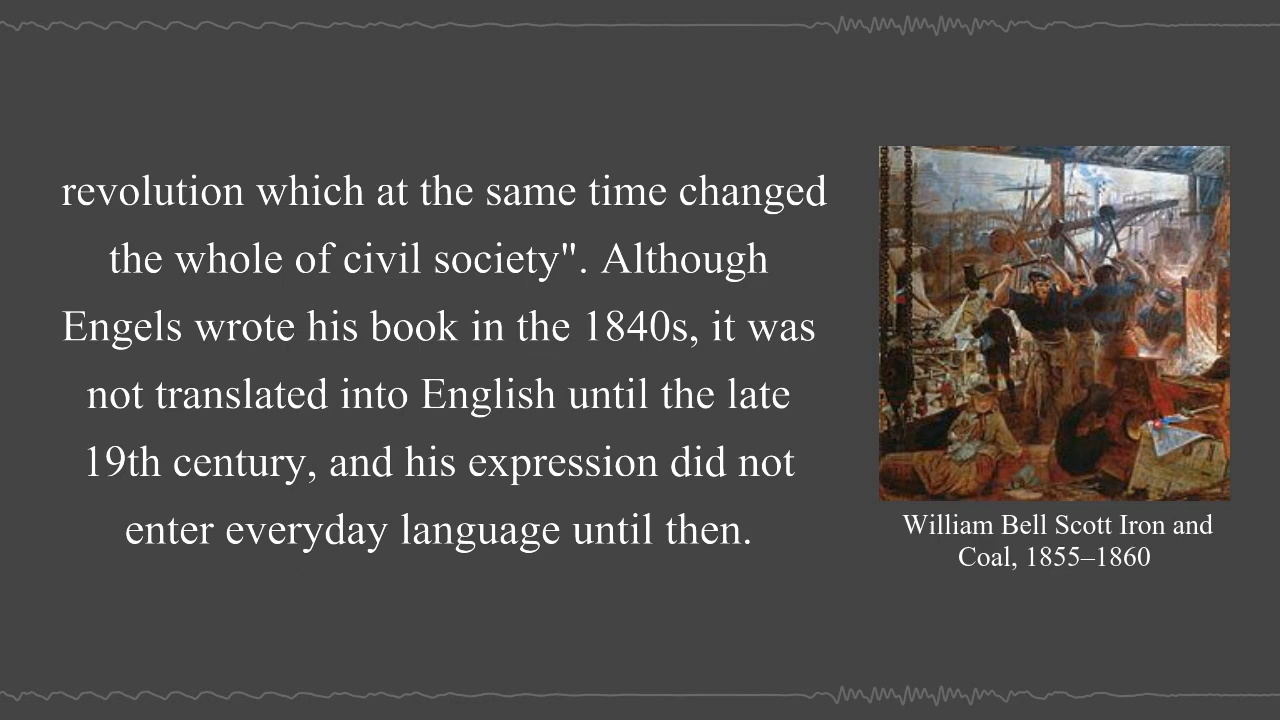 revolution which at the same time changed
the whole of civil society". Although
Engels wrote his book in the 1840s, it was
not translated into English until the late
19th century, and his expression did not
enter everyday language until then.
William Bell Scott Iron and
Coal, 1855–1860